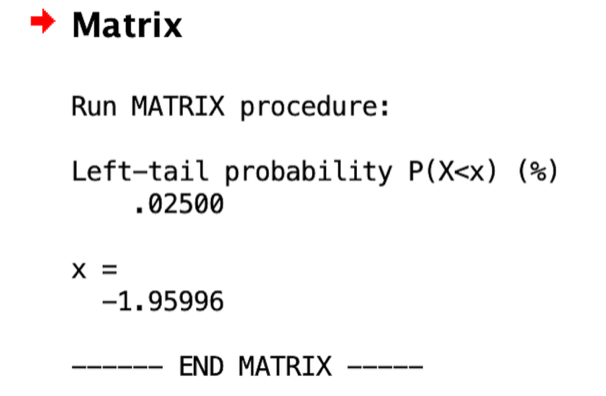 Matrix
Run MATRIX procedure:
Left-tail probability P(X<x) (%)
.02500
x =
-1.95996
------ END MATRIX -----